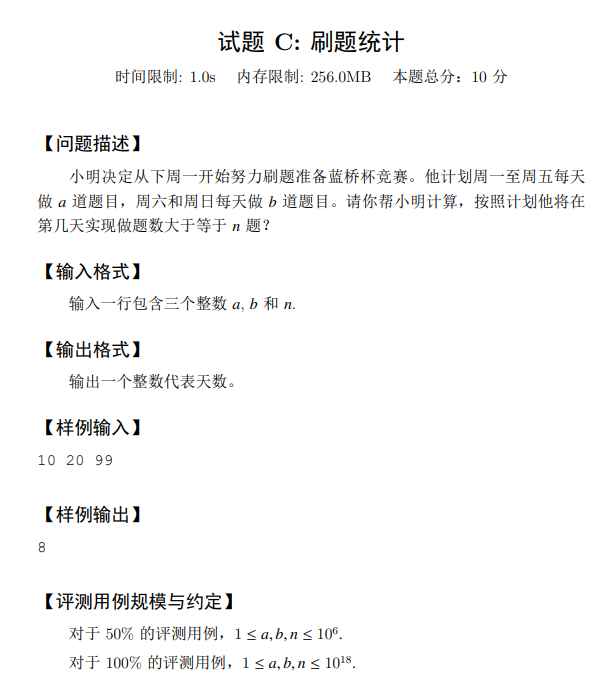 试题 C: 刷题统计
时间限制: 1.0s 内存限制: 256.0MB 本题总分：10 分
【问题描述】
小明决定从下周一开始努力刷题准备蓝桥杯竞赛。他计划周一至周五每天
做 a 道题目，周六和周日每天做 b 道题目。请你帮小明计算，按照计划他将在
第几天实现做题数大于等于 n 题？
【输入格式】
输入一行包含三个整数 a, b 和 n.
【输出格式】
输出一个整数代表天数。
【样例输入】
10 20 99
【样例输出】
8
【评测用例规模与约定】
对于 50% 的评测用例，1 ≤ a, b, n ≤ 10⁶.
对于 100% 的评测用例，1 ≤ a, b, n ≤ 10¹⁸.